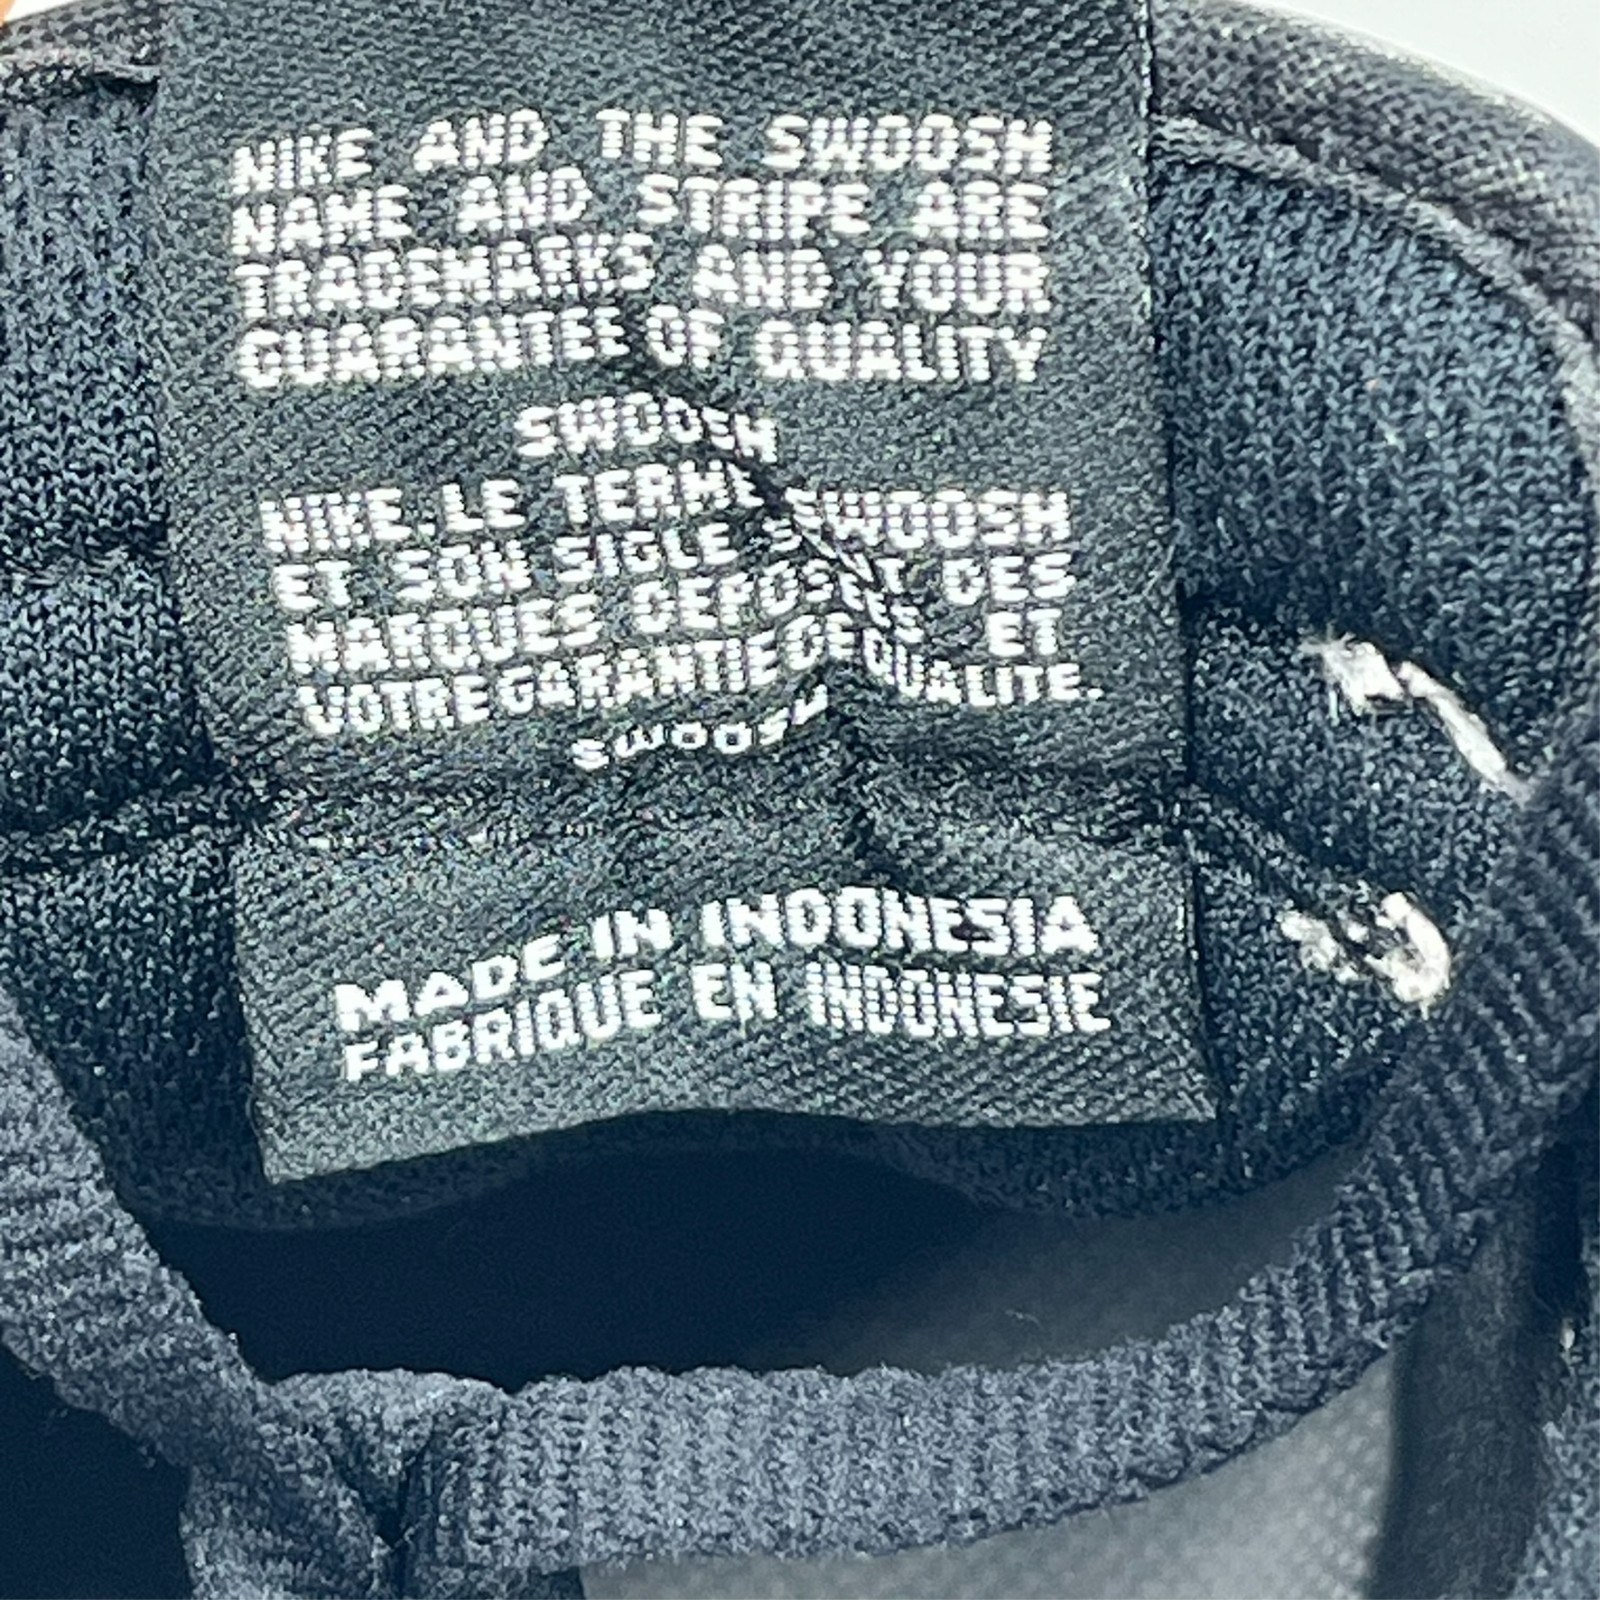 NIKE AND THE SWOOSH
NAME AND STRIPE ARE
TRADEMARKS AND YOUR
GUARANTEE OF QUALITY
SWOOSH
NIKE.LE TERME SWOOSH
ET SON SIGLE SONT DES
MARQUES DEPOSEES ET
VOTRE GARANTIE DE QUALITE.
SWOOSH
MADE IN INDONESIA
FABRIQUE EN INDONESIE